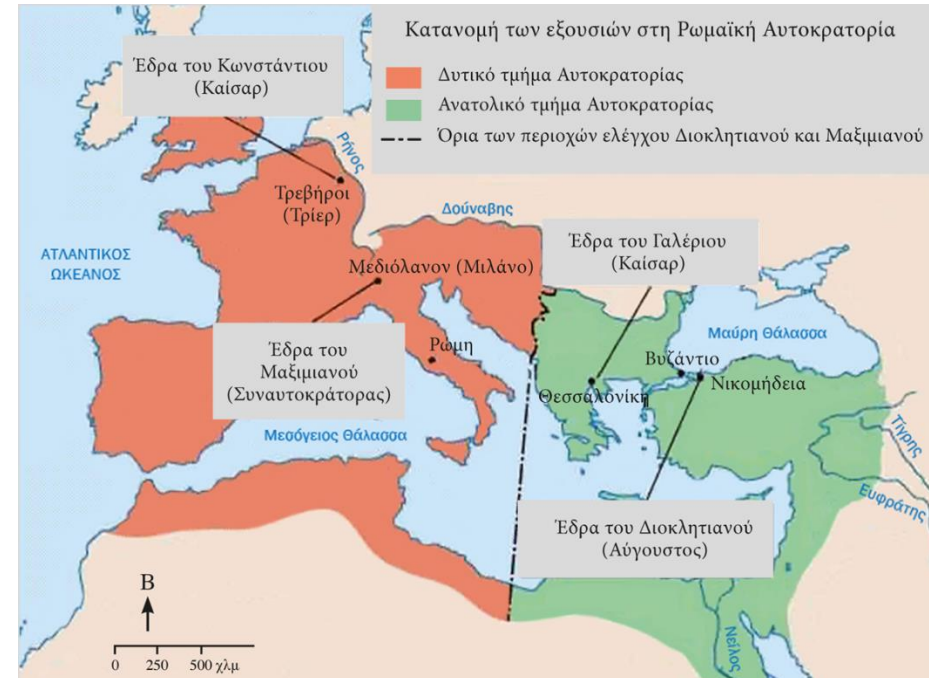 Κατανομή των εξουσιών στη Ρωμαϊκή Αυτοκρατορία
Δυτικό τμήμα Αυτοκρατορίας
Ανατολικό τμήμα Αυτοκρατορίας
Όρια των περιοχών ελέγχου Διοκλητιανού και Μαξιμιανού
Έδρα του Κωνστάντιου
(Καίσαρ)
Ρήνος
Τρεβήροι
(Τρίερ)
Δούναβης
ΑΤΛΑΝΤΙΚΟΣ
ΩΚΕΑΝΟΣ
Μεδιόλανον (Μιλάνο)
Έδρα του Γαλέριου
(Καίσαρ)
Μαύρη Θάλασσα
Έδρα του
Μαξιμιανού
(Συναυτοκράτορας)
Ρώμη
Βυζάντιο
Νικομήδεια
Θεσσαλονίκη
Μεσόγειος Θάλασσα
Τίγρης
Ευφράτης
Έδρα του Διοκλητιανού
(Αύγουστος)
Νείλος
Β
0 250 500 χλμ